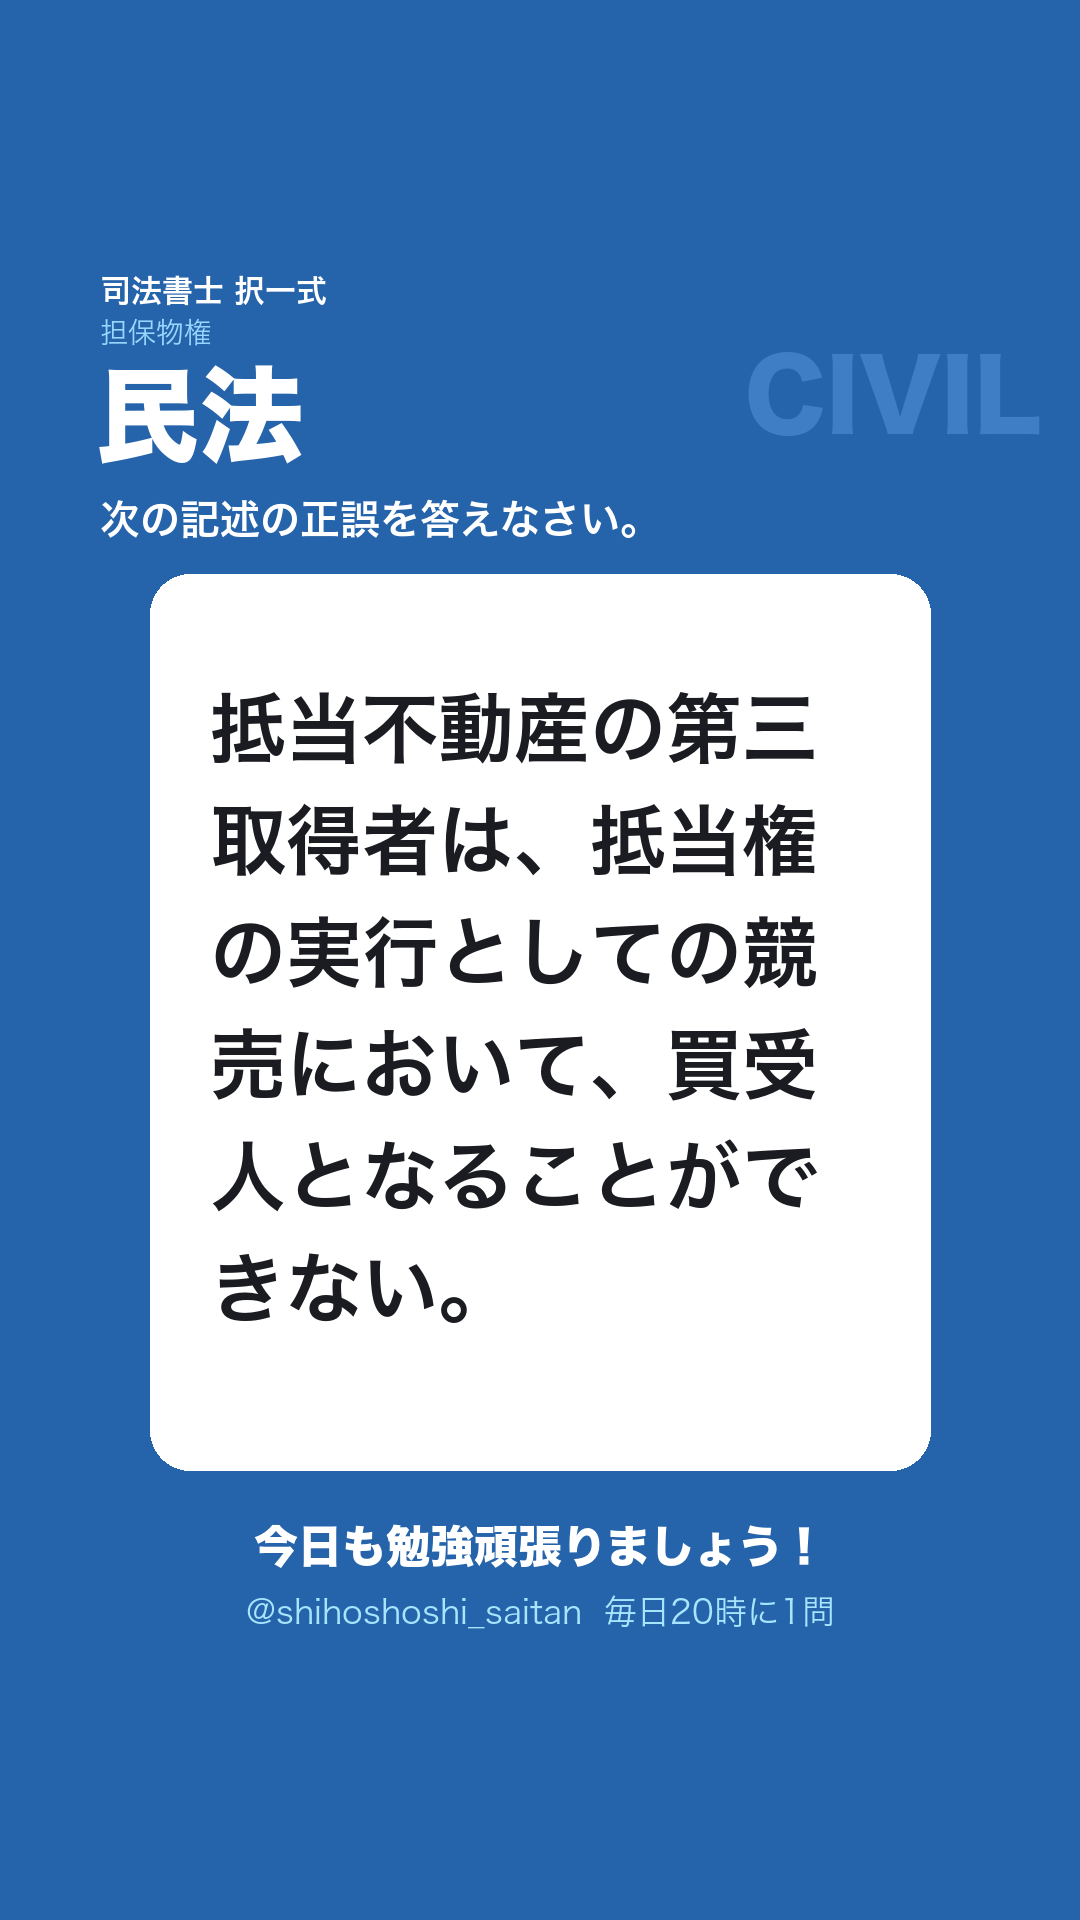 司法書士 択一式
担保物権
民法
CIVIL
次の記述の正誤を答えなさい。
抵当不動産の第三
取得者は、抵当権
の実行としての競
売において、買受
人となることがで
きない。
今日も勉強頑張りましょう！
@shihoshoshi_saitan 毎日20時に1問